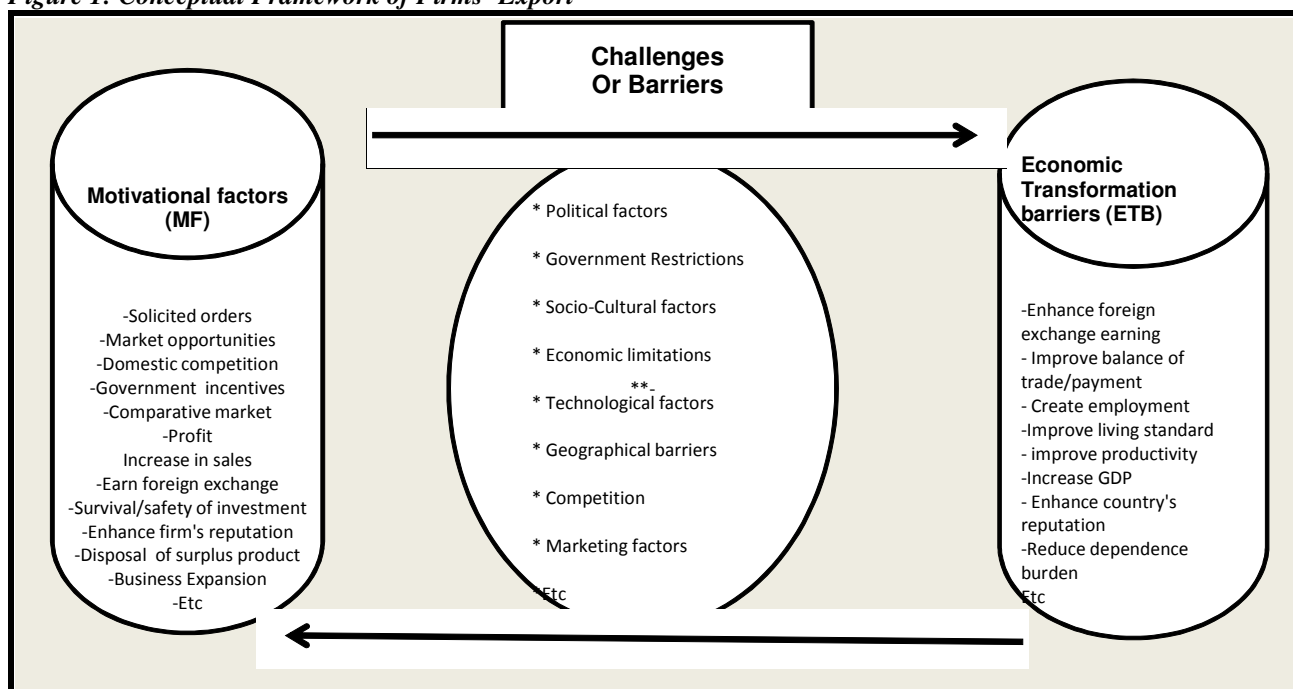 Figure 1: Conceptual Framework of Firms' Export
Challenges
Or Barriers
Motivational factors
(MF)
-Solicited orders
-Market opportunities
-Domestic competition
-Government incentives
-Comparative market
-Profit
Increase in sales
-Earn foreign exchange
-Survival/safety of investment
-Enhance firm's reputation
-Disposal of surplus product
-Business Expansion
-Etc
* Political factors
* Government Restrictions
* Socio-Cultural factors
* Economic limitations
**-
* Technological factors
* Geographical barriers
* Competition
* Marketing factors
*Etc
Economic
Transformation
barriers (ETB)
-Enhance foreign
exchange earning
- Improve balance of
trade/payment
- Create employment
-Improve living standard
- improve productivity
-Increase GDP
- Enhance country's
reputation
-Reduce dependence
burden
Etc